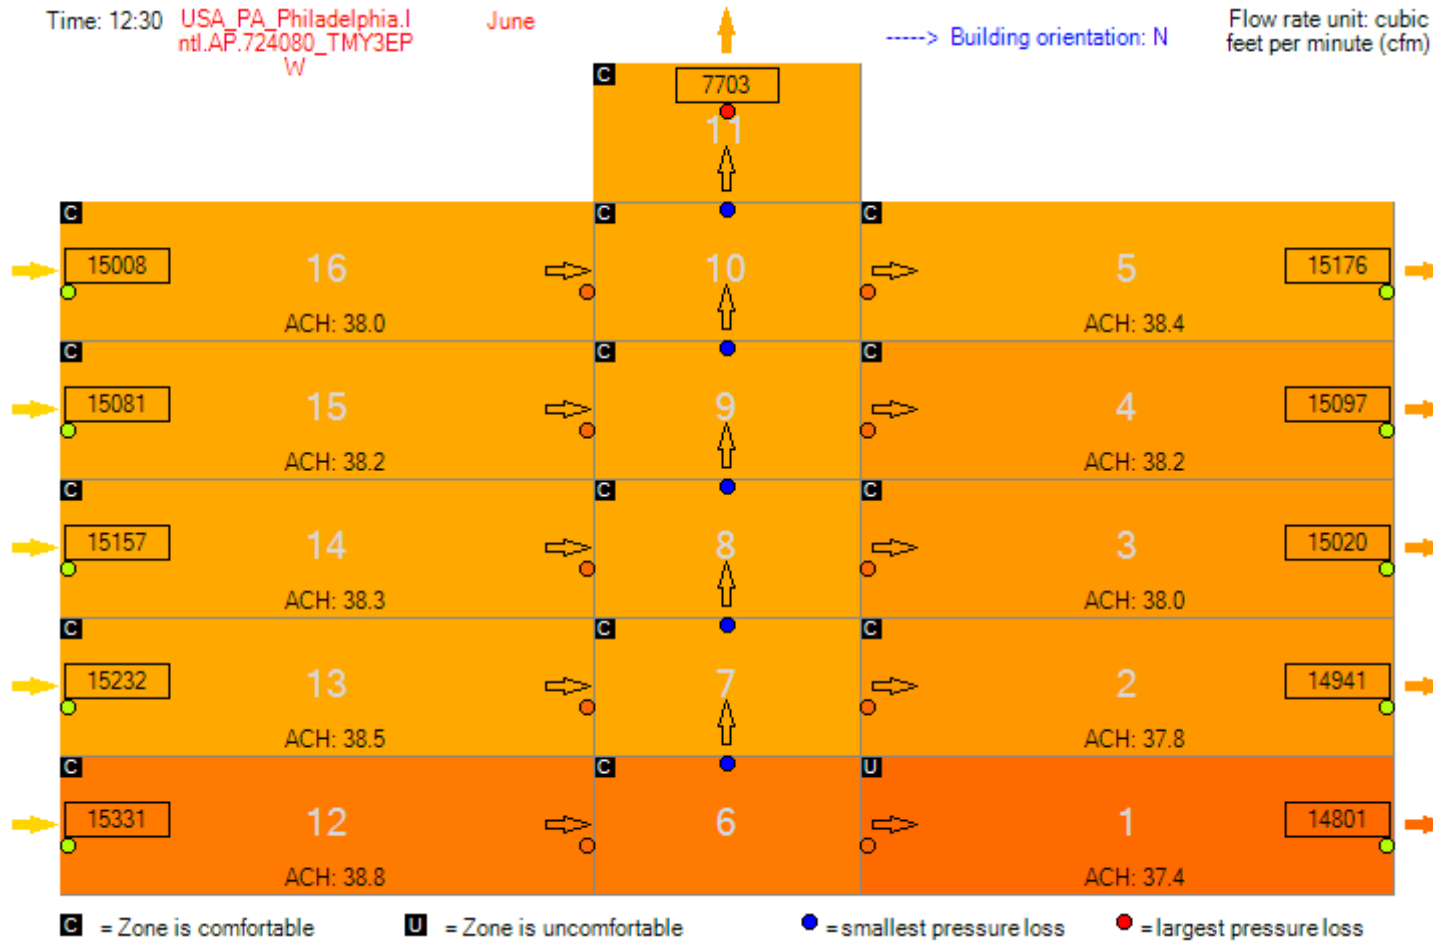 Time: 12:30
USA_PA_Philadelphia.I
ntl.AP.724080_TMY3EP
W
June
-----> Building orientation: N
Flow rate unit: cubic
feet per minute (cfm)
C
7703
11
C
15008
16
ACH: 38.0
C
10
C
5
15176
ACH: 38.4
C
15081
15
ACH: 38.2
C
9
C
4
15097
ACH: 38.2
C
15157
14
ACH: 38.3
C
8
C
3
15020
ACH: 38.0
C
15232
13
ACH: 38.5
C
7
C
2
14941
ACH: 37.8
C
15331
12
ACH: 38.8
C
6
U
1
14801
ACH: 37.4
C = Zone is comfortable
U = Zone is uncomfortable
=smallest pressure loss
=largest pressure loss